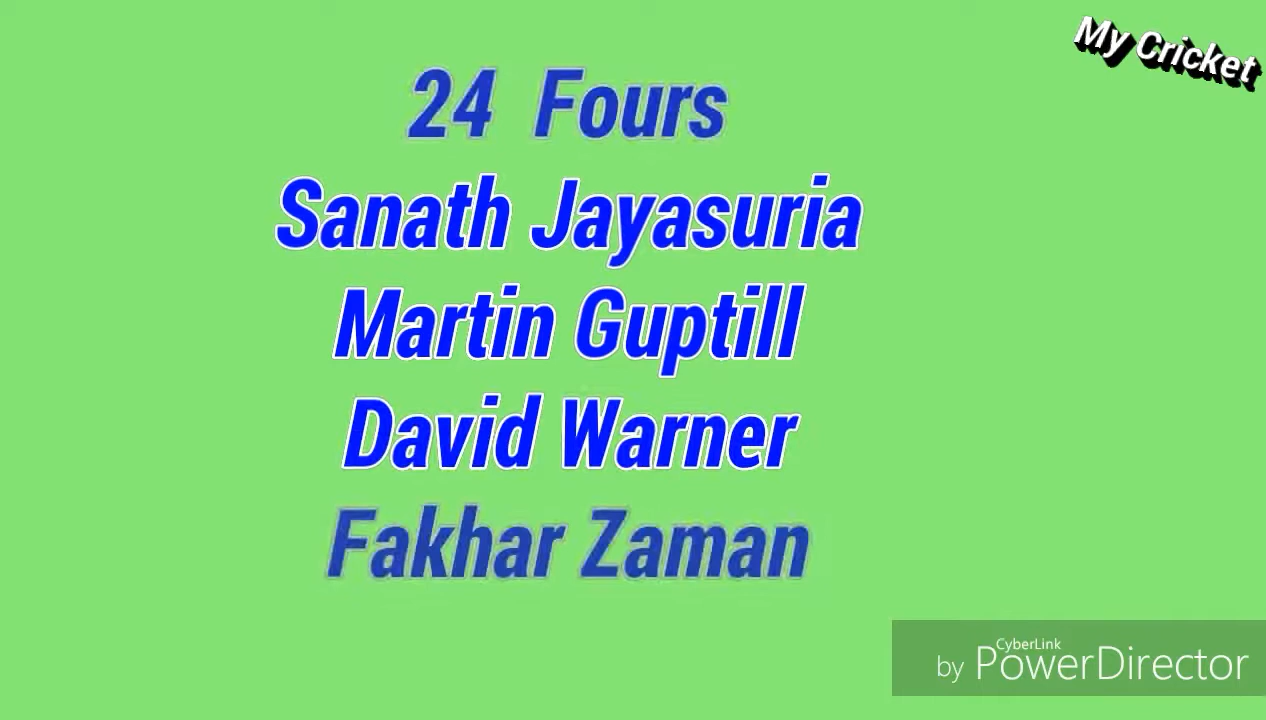 My Cricket
24 Fours
Sanath Jayasuria
Martin Guptill
David Warner
Fakhar Zaman
CyberLink
by PowerDirector